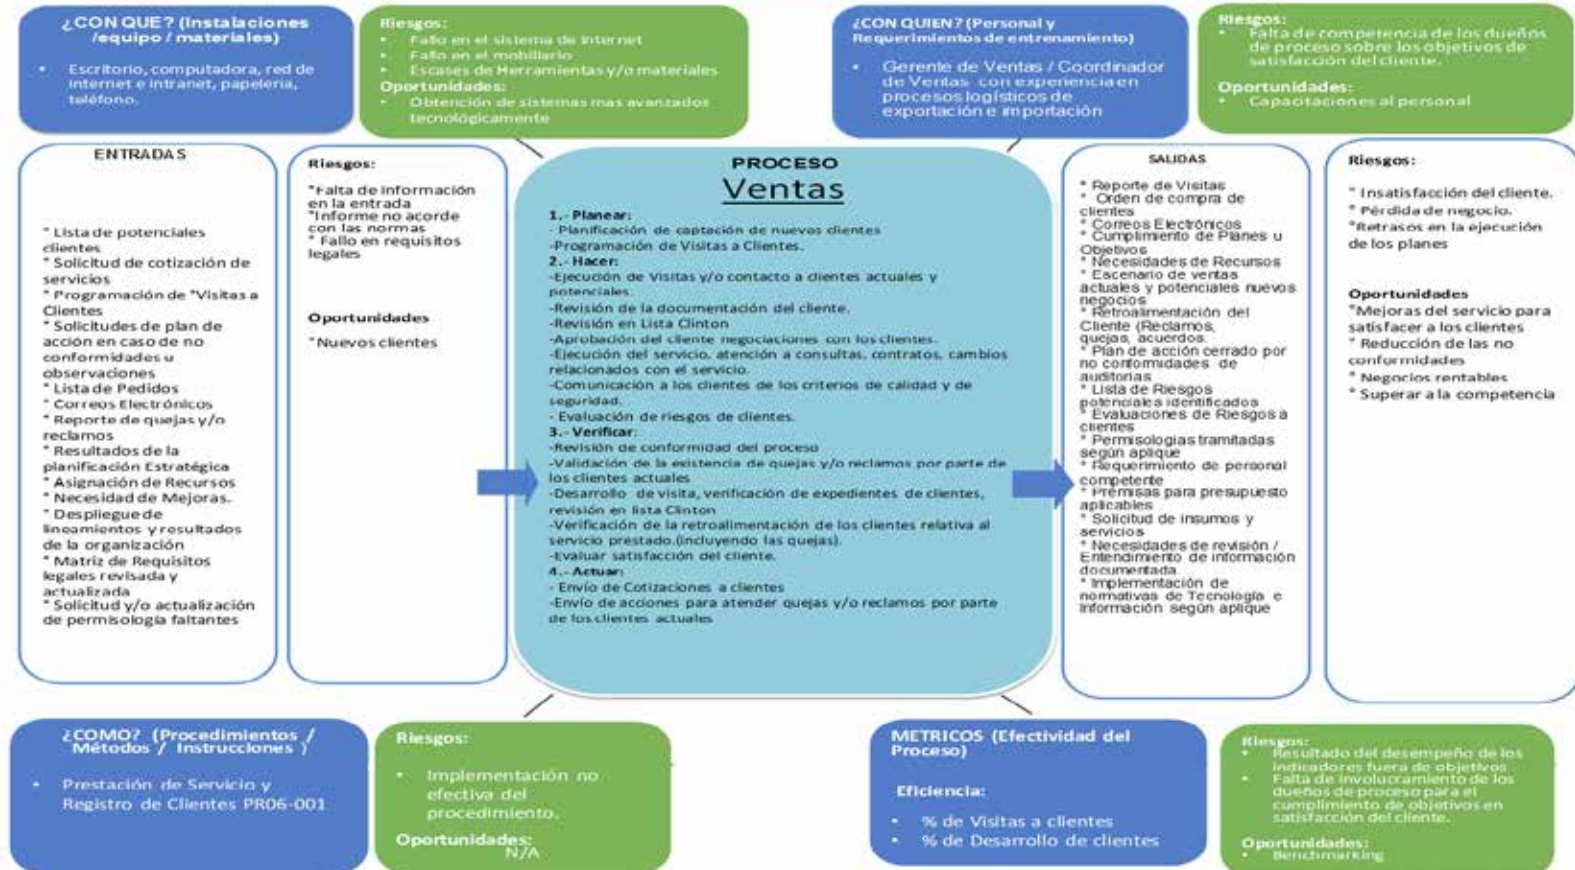 ¿CON QUE? (Instalaciones
/equipo / materiales)
• Escritorio, computadora, red de
internet e intranet, papeleria,
teléfono.
Riesgos:
• Fallo en el sistema de Internet
• Fallo en el mobiliario
• Escases de Herramientas y/o materiales
Oportunidades:
• Obtención de sistemas mas avanzados
tecnológicamente
¿CON QUIEN? (Personal y
Requerimientos de entrenamiento)
• Gerente de Ventas / Coordinador
de Ventas con experiencia en
procesos logísticos de
exportación e importación
Riesgos:
• Falta de competencia de los dueños
de proceso sobre los objetivos de
satisfacción del cliente.
Oportunidades:
• Capacitaciones al personal
ENTRADAS
* Lista de potenciales
clientes
* Solicitud de cotización de
servicios
* Programación de "Visitas a
Clientes
* Solicitudes de plan de
acción en caso de no
conformidades u
observaciones
* Lista de Pedidos
* Correos Electrónicos
* Reporte de quejas y/o
reclamos
* Resultados de la
planificación Estratégica
* Asignación de Recursos
* Necesidad de Mejoras.
* Despliegue de
lineamientos y resultados
de la organización
* Matriz de Requisitos
legales revisada y
actualizada
* Solicitud y/o actualización
de permisología faltantes
Riesgos:
*Falta de información
en la entrada
*Informe no acorde
con las normas
* Fallo en requisitos
legales
Oportunidades
*Nuevos clientes
PROCESO
Ventas
1.- Planear:
- Planificación de captación de nuevos clientes
-Programación de Visitas a Clientes.
2.- Hacer:
-Ejecución de Visitas y/o contacto a clientes actuales y
potenciales.
-Revisión de la documentación del cliente.
-Revisión en Lista Clinton
-Aprobación del cliente negociaciones con los clientes.
-Ejecución del servicio, atención a consultas, contratos, cambios
relacionados con el servicio.
-Comunicación a los clientes de los criterios de calidad y de
seguridad.
- Evaluación de riesgos de clientes.
3.- Verificar:
-Revisión de conformidad del proceso
-Validación de la existencia de quejas y/o reclamos por parte de
los clientes actuales
-Desarrollo de visita, verificación de expedientes de clientes,
revisión en lista Clinton
-Verificación de la retroalimentación de los clientes relativa al
servicio prestado.(incluyendo las quejas).
-Evaluar satisfacción del cliente.
4.- Actuar:
- Envío de Cotizaciones a clientes
-Envío de acciones para atender quejas y/o reclamos por parte
de los clientes actuales
SALIDAS
* Reporte de Visitas
* Orden de compra de
clientes
* Correos Electrónicos
* Cumplimiento de Planes u
Objetivos
* Necesidades de Recursos
* Escenario de ventas
actuales y potenciales nuevos
negocios
* Retroalimentación del
Cliente (Reclamos,
quejas, acuerdos.
* Plan de acción cerrado por
no conformidades de
auditorias
* Lista de Riesgos
potenciales identificados
* Evaluaciones de Riesgos a
clientes
* Permisologias tramitadas
según aplique
* Requerimiento de personal
competente
* Premisas para presupuesto
aplicables
* Solicitud de insumos y
servicios
* Necesidades de revisión /
Entendimiento de información
documentada
* Implementación de
normativas de Tecnología e
Información según aplique
Riesgos:
* Insatisfacción del cliente.
* Pérdida de negocio.
*Retrasos en la ejecución
de los planes
Oportunidades
*Mejoras del servicio para
satisfacer a los clientes
* Reducción de las no
conformidades
* Negocios rentables
* Superar a la competencia
¿COMO? (Procedimientos /
Métodos / Instrucciones )
• Prestación de Servicio y
Registro de Clientes PR06-001
Riesgos:
• Implementación no
efectiva del
procedimiento.
Oportunidades:
N/A
METRICOS (Efectividad del
Proceso)
Eficiencia:
• % de Visitas a clientes
• % de Desarrollo de clientes
Riesgos:
• Resultado del desempeño de los
indicadores fuera de objetivos
• Falta de involucramiento de los
dueños de proceso para el
cumplimiento de objetivos en
satisfacción del cliente.
Oportunidades:
• Benchmarking